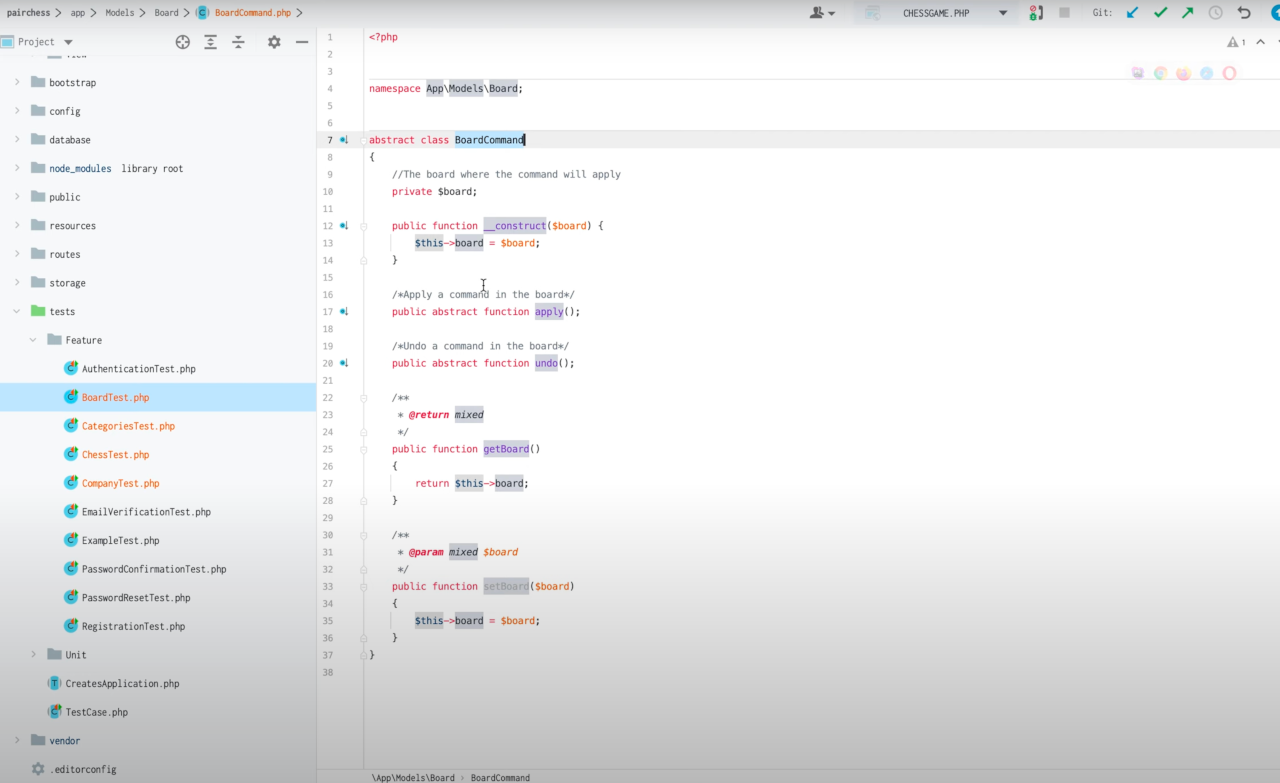 pairchess > app > Models > Board > BoardCommand.php >
CHESSGAME.PHP
Git:
Project
bootstrap
config
database
node_modules library root
public
resources
routes
storage
tests
Feature
AuthenticationTest.php
BoardTest.php
CategoriesTest.php
ChessTest.php
CompanyTest.php
EmailVerificationTest.php
ExampleTest.php
PasswordConfirmationTest.php
PasswordResetTest.php
RegistrationTest.php
Unit
CreatesApplication.php
TestCase.php
vendor
.editorconfig
1
1 <?php
2
3
4 namespace App\Models\Board;
5
6
7 abstract class BoardCommand
8 {
9 //The board where the command will apply
10 private $board;
11
12 public function __construct($board) {
13 $this->board = $board;
14 }
15
16 /*Apply a command in the board*/
17 public abstract function apply();
18
19 /*Undo a command in the board*/
20 public abstract function undo();
21
22 /**
23 * @return mixed
24 */
25 public function getBoard()
26 {
27 return $this->board;
28 }
29
30 /**
31 * @param mixed $board
32 */
33 public function setBoard($board)
34 {
35 $this->board = $board;
36 }
37 }
38
\App\Models\Board > BoardCommand